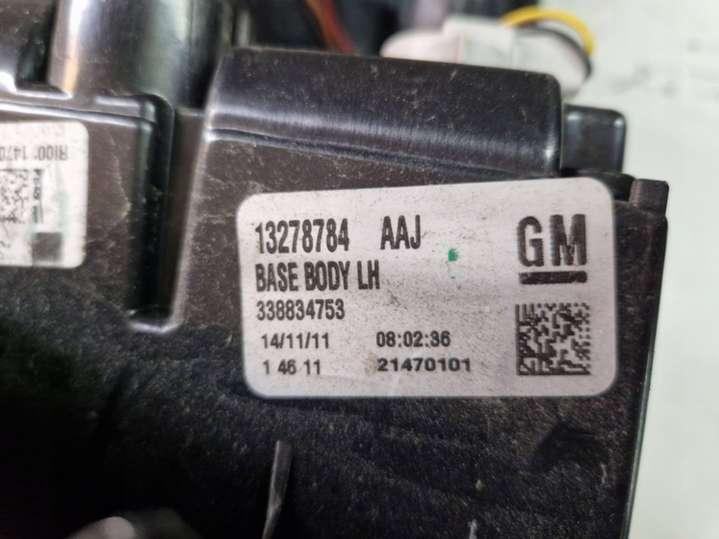 13278784 AAJ
GM
BASE BODY LH
338834753
14/11/11 08:02:36
1 46 11 21470101